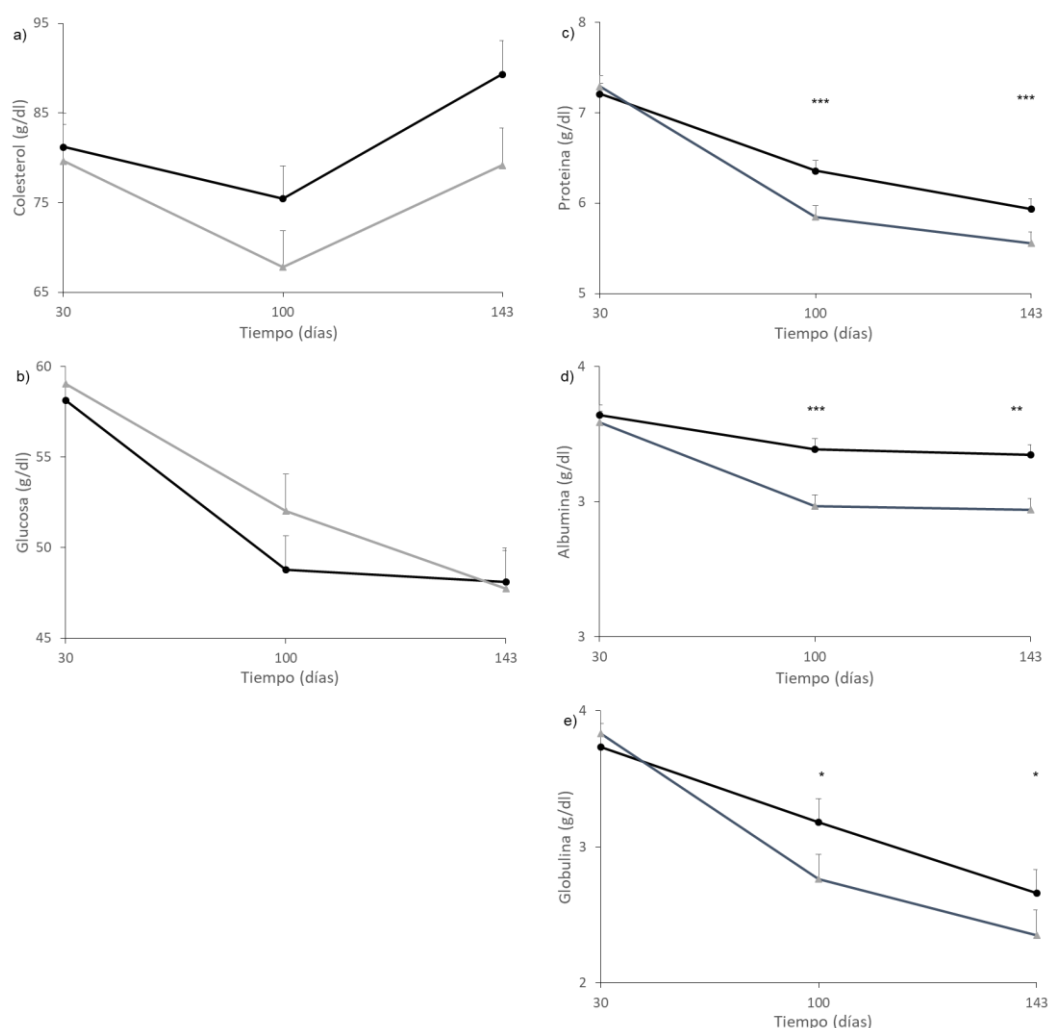 a)
Colesterol (g/dl)
95
85
75
65
30 100 143
Tiempo (días)
b)
Glucosa (g/dl)
60
55
50
45
30 100 143
Tiempo (días)
c)
Proteina (g/dl)
8
7
6
5
*** ***
30 100 143
Tiempo (días)
d)
Albumina (g/dl)
4
3
3
*** **
30 100 143
Tiempo (días)
e)
Globulina (g/dl)
4
3
2
* *
30 100 143
Tiempo (días)